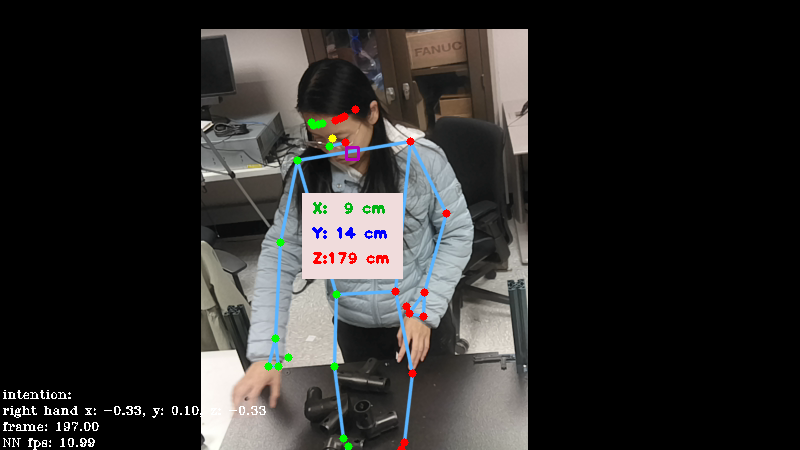 FANUC
X: 9 cm
Y: 14 cm
Z:179 cm
intention:
right hand x: -0.33, y: 0.10, z: -0.33
frame: 197.00
NN fps: 10.99